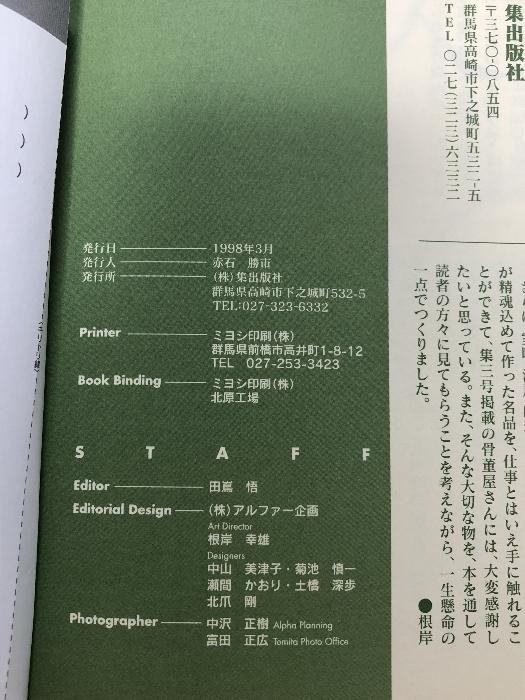 集出版社
〒三七〇-〇八五四
群馬県高崎市下之城町五三二-五
TEL 〇二七(三二三)六三三二
が精魂込めて作った名品を、仕事とはいえ手に触れるこ
とができて、集三号掲載の骨董屋さんには、大変感謝し
たいと思っている。また、そんな大切な物を、本を通して
読者の方々に見てもらうことを考えながら、一生懸命の
一点でつくりました。
●根岸
発行日 1998年3月
発行人 赤石 勝市
発行所 (株)集出版社
群馬県高崎市下之城町532-5
TEL:027-323-6332
Printer ミヨシ印刷(株)
群馬県前橋市高井町1-8-12
TEL 027-253-3423
Book Binding ミヨシ印刷(株)
北原工場
STAFF
Editor 田嶌 悟
Editorial Design (株)アルファー企画
Art Director
根岸 幸雄
Designers
中山 美津子・菊池 慎一
瀬間 かおり・土橋 深歩
北爪 剛
Photographer 中沢 正樹 Alpha Planning
富田 正広 Tomita Photo Office